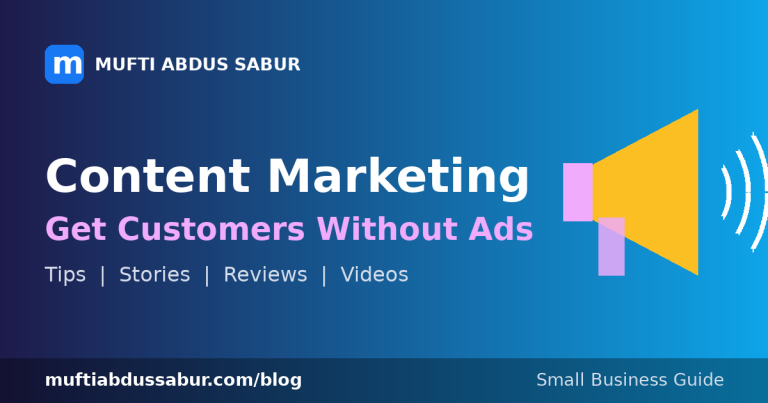 m MUFTI ABDUS SABUR
Content Marketing
Get Customers Without Ads
Tips | Stories | Reviews | Videos
muftiabdussabur.com/blog
Small Business Guide